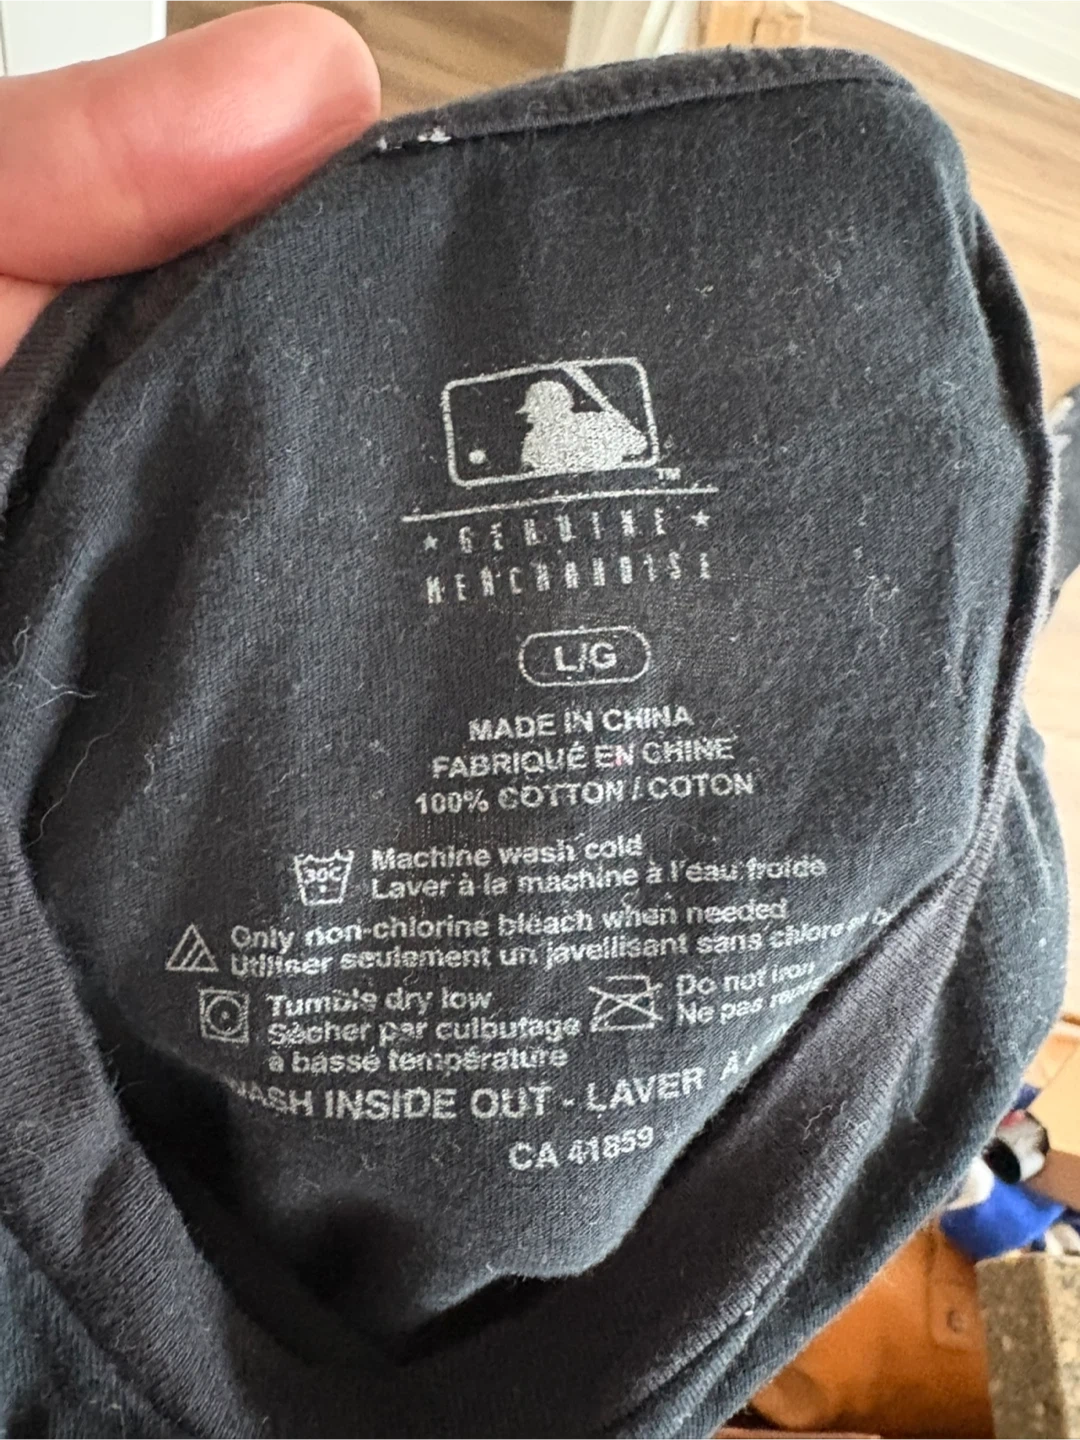 TM
★ GENUINE ★
MERCHANDISE
L/G
MADE IN CHINA
FABRIQUÉ EN CHINE
100% COTTON / COTON
30C
Machine wash cold
Laver à la machine à l'eau froide
Only non-chlorine bleach when needed
Utiliser seulement un javellisant sans chlore
Tumble dry low
Sécher par culbutage
à basse température
Do not iron
Ne pas
WASH INSIDE OUT - LAVER À
CA 41859